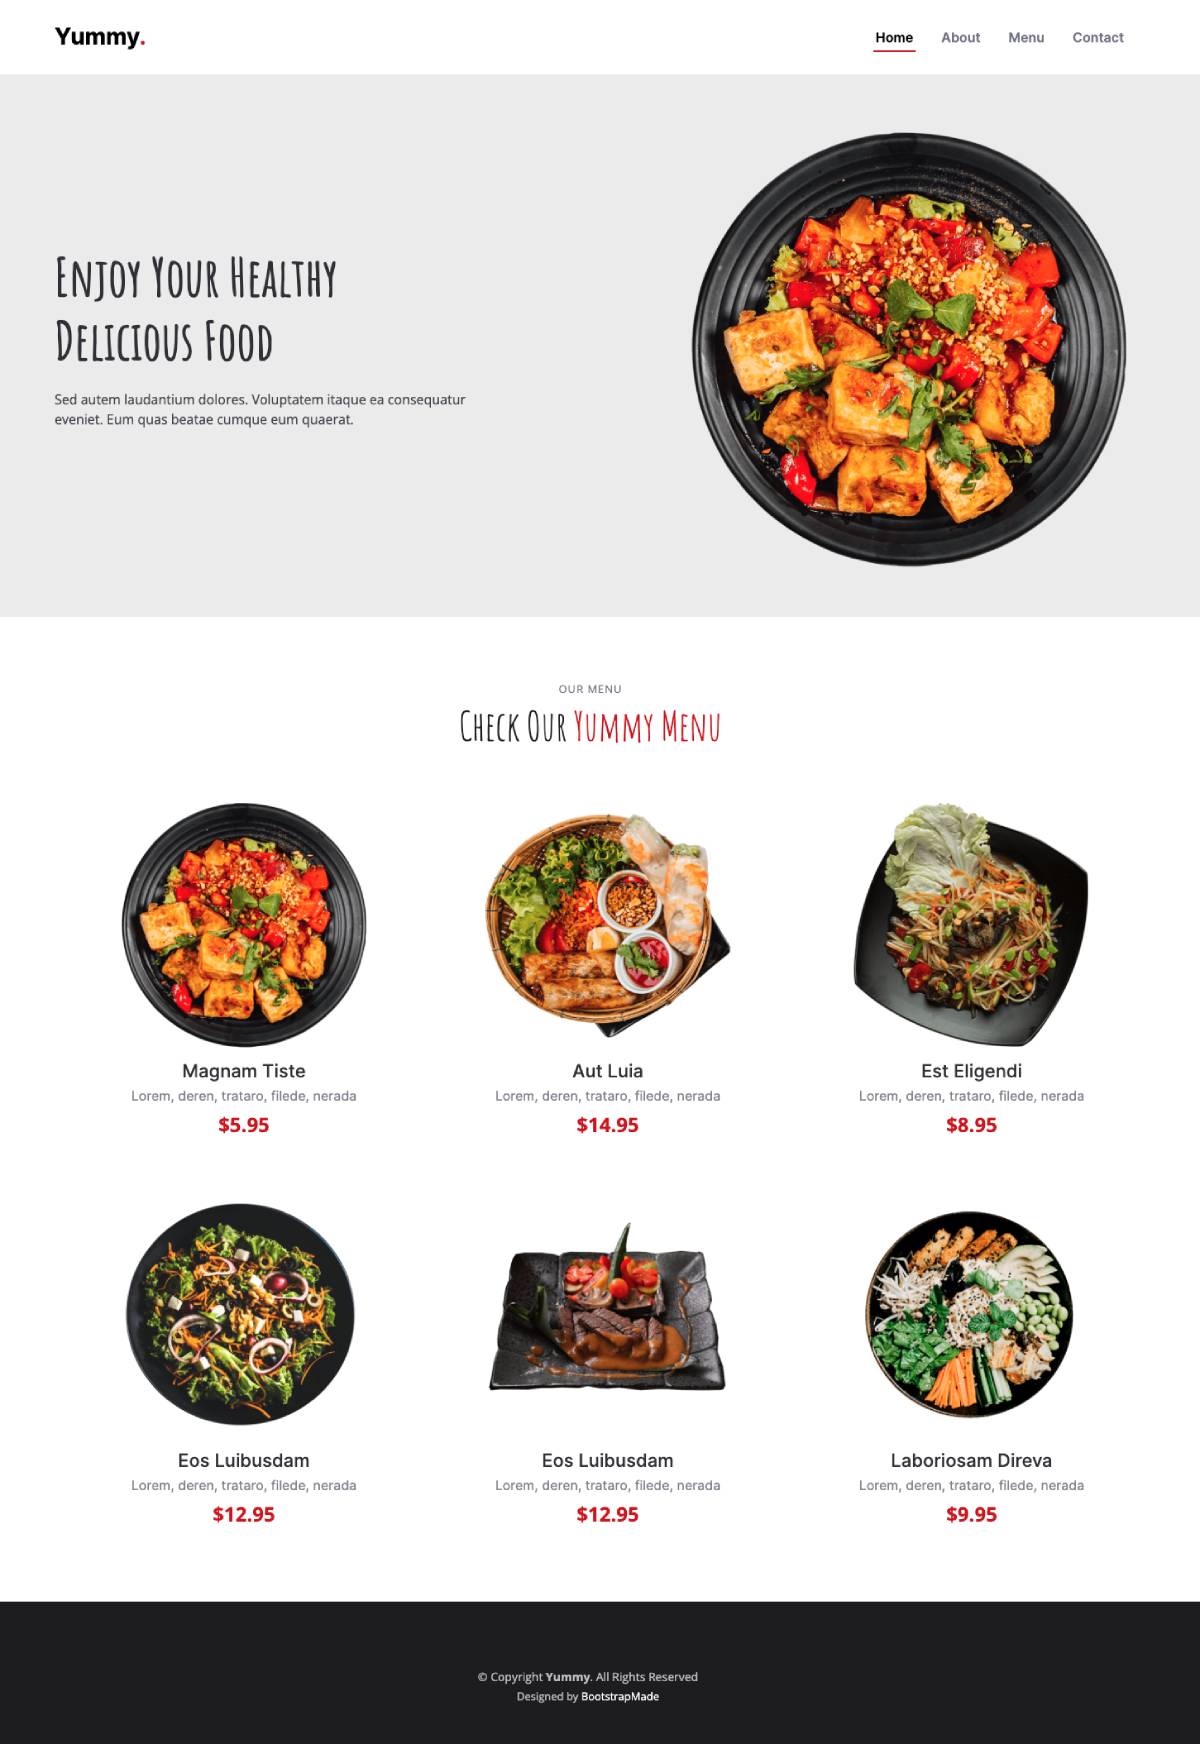 Yummy.
Home About Menu Contact
Enjoy Your Healthy
Delicious Food
Sed autem laudantium dolores. Voluptatem itaque ea consequatur
eveniet. Eum quas beatae cumque eum quaerat.
OUR MENU
Check Our Yummy Menu
Magnam Tiste
Lorem, deren, trataro, filede, nerada
$5.95
Aut Luia
Lorem, deren, trataro, filede, nerada
$14.95
Est Eligendi
Lorem, deren, trataro, filede, nerada
$8.95
Eos Luibusdam
Lorem, deren, trataro, filede, nerada
$12.95
Eos Luibusdam
Lorem, deren, trataro, filede, nerada
$12.95
Laboriosam Direva
Lorem, deren, trataro, filede, nerada
$9.95
© Copyright Yummy. All Rights Reserved
Designed by BootstrapMade